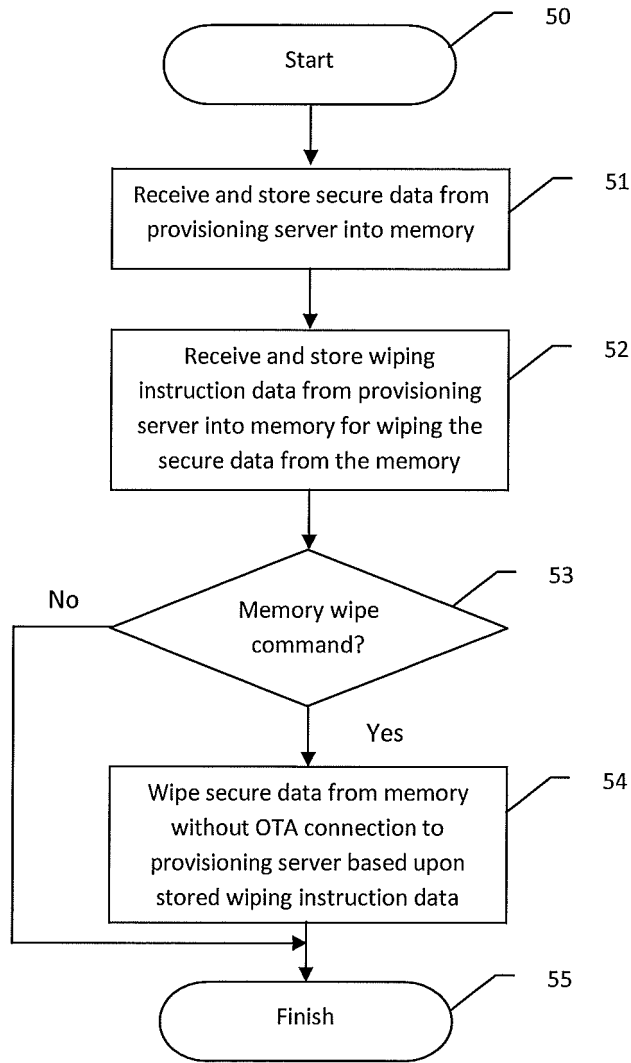 50
Start
51
Receive and store secure data from
provisioning server into memory
52
Receive and store wiping
instruction data from provisioning
server into memory for wiping the
secure data from the memory
53
No
Memory wipe
command?
Yes
54
Wipe secure data from memory
without OTA connection to
provisioning server based upon
stored wiping instruction data
55
Finish